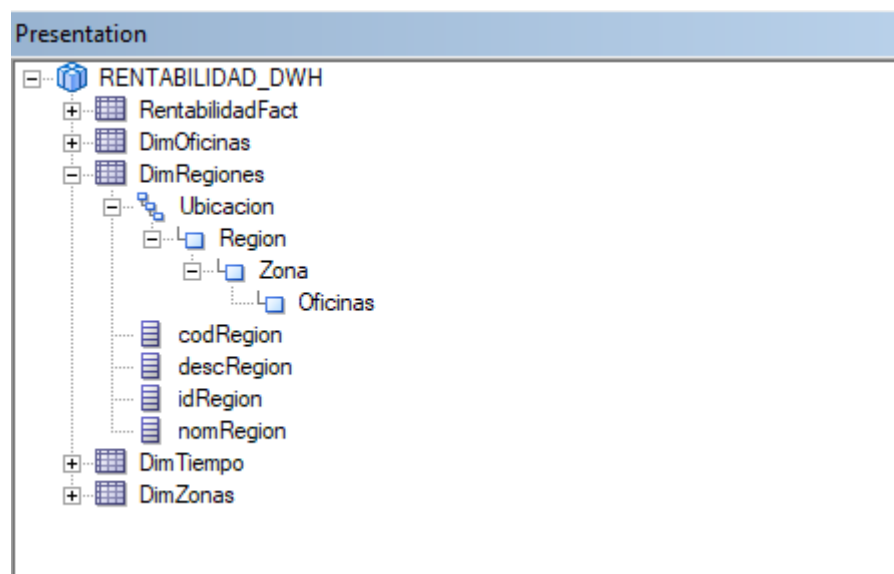 Presentation
RENTABILIDAD_DWH
RentabilidadFact
DimOficinas
DimRegiones
Ubicacion
Region
Zona
Oficinas
codRegion
descRegion
idRegion
nomRegion
DimTiempo
DimZonas